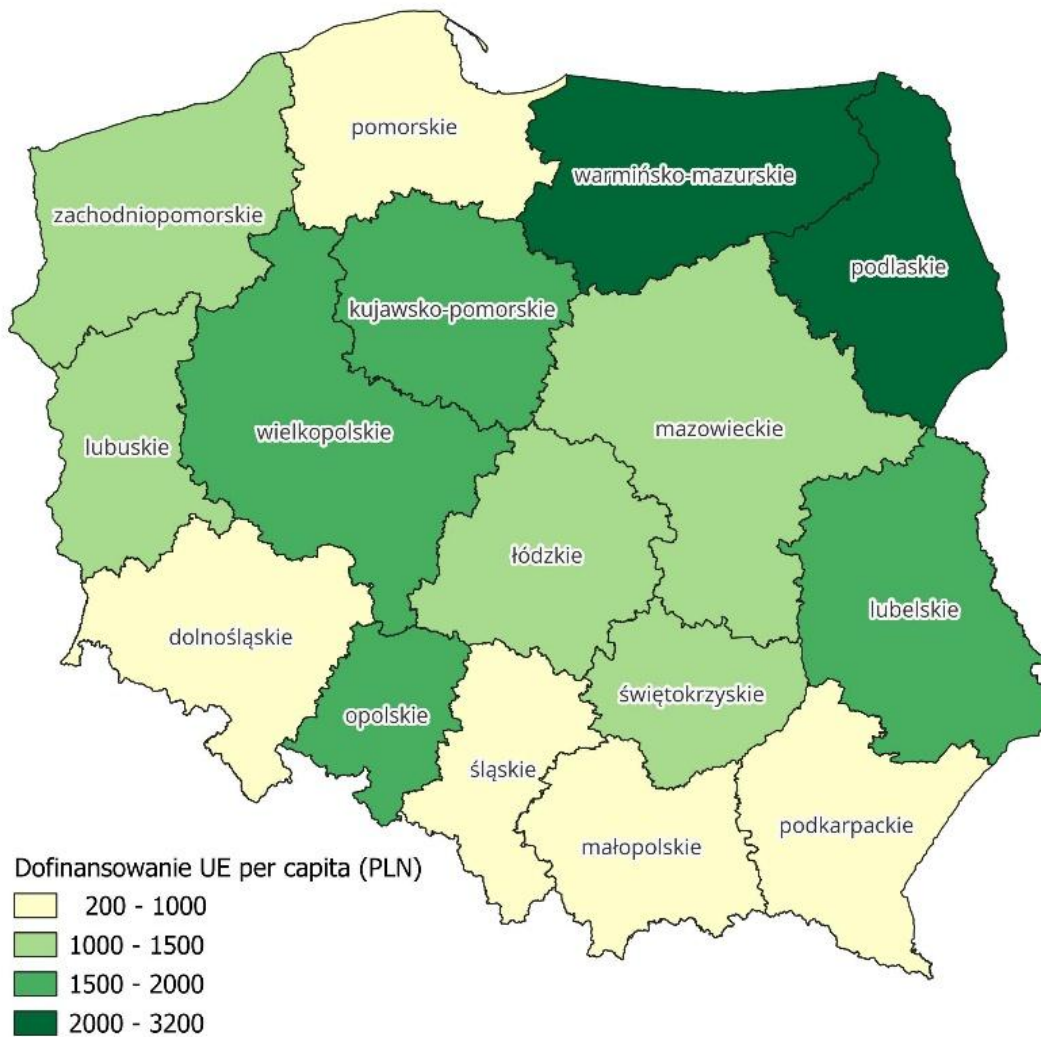 pomorskie
warmińsko-mazurskie
zachodniopomorskie
podlaskie
kujawsko-pomorskie
wielkopolskie
mazowieckie
lubuskie
łódzkie
lubelskie
dolnośląskie
świętokrzyskie
opolskie
śląskie
podkarpackie
małopolskie
Dofinansowanie UE per capita (PLN)
200 - 1000
1000 - 1500
1500 - 2000
2000 - 3200